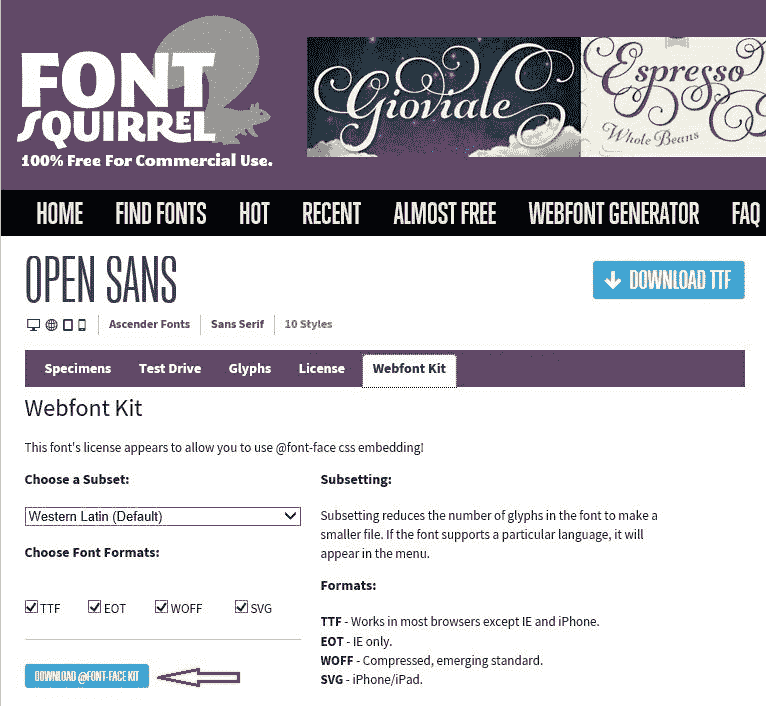 FONT
SQUIRREL
100% Free For Commercial Use.
Gioviale
Espresso
Whole Beans
HOME FIND FONTS HOT RECENT ALMOST FREE WEBFONT GENERATOR FAQ
OPEN SANS
DOWNLOAD TTF
Ascender Fonts Sans Serif 10 Styles
Specimens Test Drive Glyphs License Webfont Kit
Webfont Kit
This font's license appears to allow you to use @font-face css embedding!
Choose a Subset:
Western Latin (Default)
Choose Font Formats:
TTF EOT WOFF SVG
DOWNLOAD @FONT-FACE KIT
Subsetting:
Subsetting reduces the number of glyphs in the font to make a
smaller file. If the font supports a particular language, it will
appear in the menu.
Formats:
TTF - Works in most browsers except IE and iPhone.
EOT - IE only.
WOFF - Compressed, emerging standard.
SVG - iPhone/iPad.